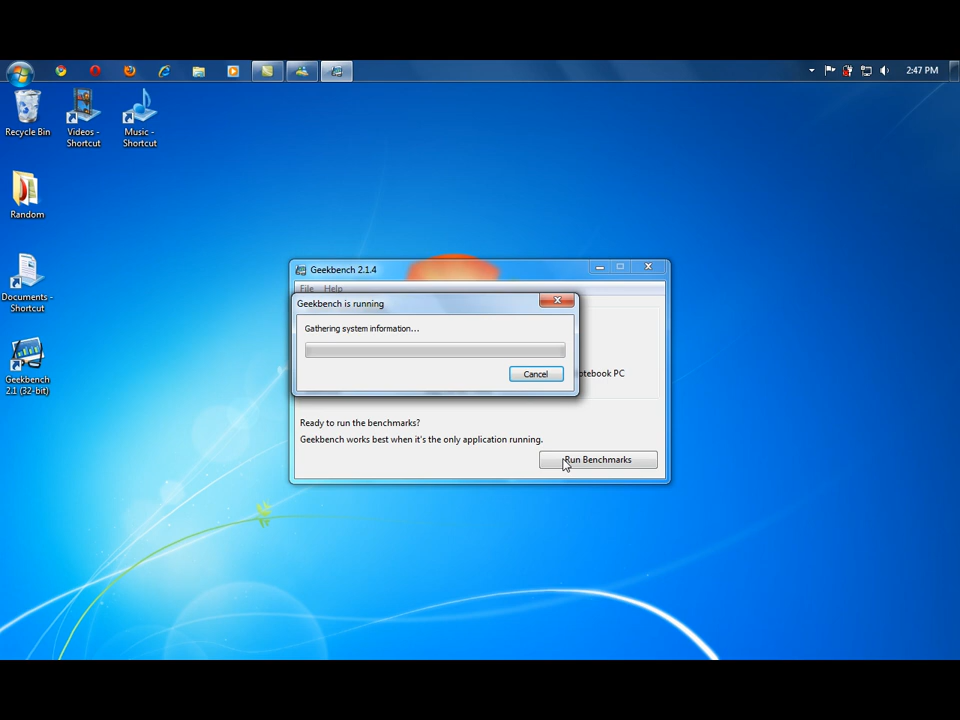 2:47 PM
Recycle Bin
Videos -
Shortcut
Music -
Shortcut
Random
Documents -
Shortcut
Geekbench
2.1 (32-bit)
Geekbench 2.1.4
File Help
Geekbench is running
Gathering system information...
Cancel
PC
Ready to run the benchmarks?
Geekbench works best when it's the only application running.
Run Benchmarks